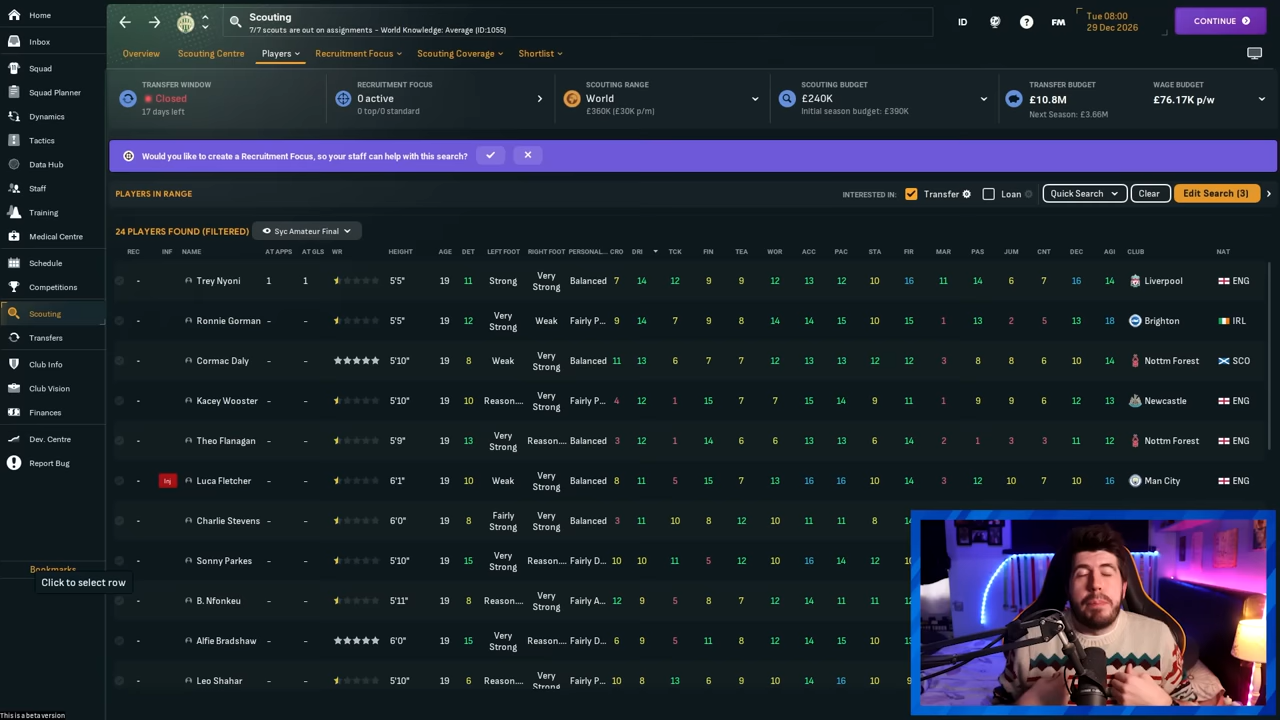 Home
Inbox
Squad
Squad Planner
Dynamics
Tactics
Data Hub
Staff
Training
Medical Centre
Schedule
Competitions
Scouting
Transfers
Club Info
Club Vision
Finances
Dev. Centre
Report Bug
Bookmarks
Click to select row
This is a beta version
Scouting
7/7 scouts are out on assignments - World Knowledge: Average (ID:1055)
ID
FM
Tue 08:00
29 Dec 2026
CONTINUE
Overview Scouting Centre Players Recruitment Focus Scouting Coverage Shortlist
TRANSFER WINDOW
Closed
17 days left
RECRUITMENT FOCUS
0 active
0 top/0 standard
SCOUTING RANGE
World
£360K (£30K p/m)
SCOUTING BUDGET
£240K
Initial season budget: £390K
TRANSFER BUDGET
£10.8M
Next Season: £3.66M
WAGE BUDGET
£76.17K p/w
Would you like to create a Recruitment Focus, so your staff can help with this search?
PLAYERS IN RANGE
INTERESTED IN: Transfer Loan Quick Search Clear Edit Search (3)
24 PLAYERS FOUND (FILTERED) Syc Amateur Final
REC INF NAME AT APPS AT GLS WR HEIGHT AGE DET LEFT FOOT RIGHT FOOT PERSONAL... CRO DRI TCK FIN TEA WOR ACC PAC STA FIR MAR PAS JUM CNT DEC AGI CLUB NAT
- Trey Nyoni 1 1 5'5" 19 11 Strong Very Strong Balanced 7 14 12 9 9 12 13 12 10 16 11 14 6 7 16 14 Liverpool ENG
- Ronnie Gorman - - 5'5" 19 12 Very Strong Weak Fairly P... 9 14 7 9 8 14 14 15 10 15 1 13 2 5 13 18 Brighton IRL
- Cormac Daly - - 5'10" 19 8 Weak Very Strong Balanced 11 13 6 7 7 12 13 13 12 12 3 8 8 6 10 14 Nottm Forest SCO
- Kacey Wooster - - 5'10" 19 10 Reason.... Very Strong Fairly P... 4 12 1 15 7 7 15 14 9 11 1 9 9 6 12 13 Newcastle ENG
- Theo Flanagan - - 5'9" 19 13 Very Strong Reason.... Balanced 3 12 1 14 6 6 13 13 6 14 2 1 3 3 11 12 Nottm Forest ENG
- Inj Luca Fletcher - - 6'1" 19 10 Weak Very Strong Balanced 8 11 5 15 7 13 16 16 10 14 3 12 10 7 10 16 Man City ENG
- Charlie Stevens - - 6'0" 19 8 Fairly Strong Very Strong Balanced 3 11 10 8 12 10 11 11 8 14
- Sonny Parkes - - 5'10" 19 15 Very Strong Reason.... Fairly D... 10 10 11 5 12 10 16 14 10
- B. Nfonkeu - - 5'11" 19 8 Reason.... Very Strong Fairly A... 12 9 5 8 7 12 14 11 11
- Alfie Bradshaw - - 6'0" 19 15 Very Strong Reason.... Fairly D... 6 9 5 11 8 12 14 15 10
- Leo Shahar - - 5'10" 19 6 Reason.... Very Strong Fairly P... 10 8 13 6 9 10 14 16 10